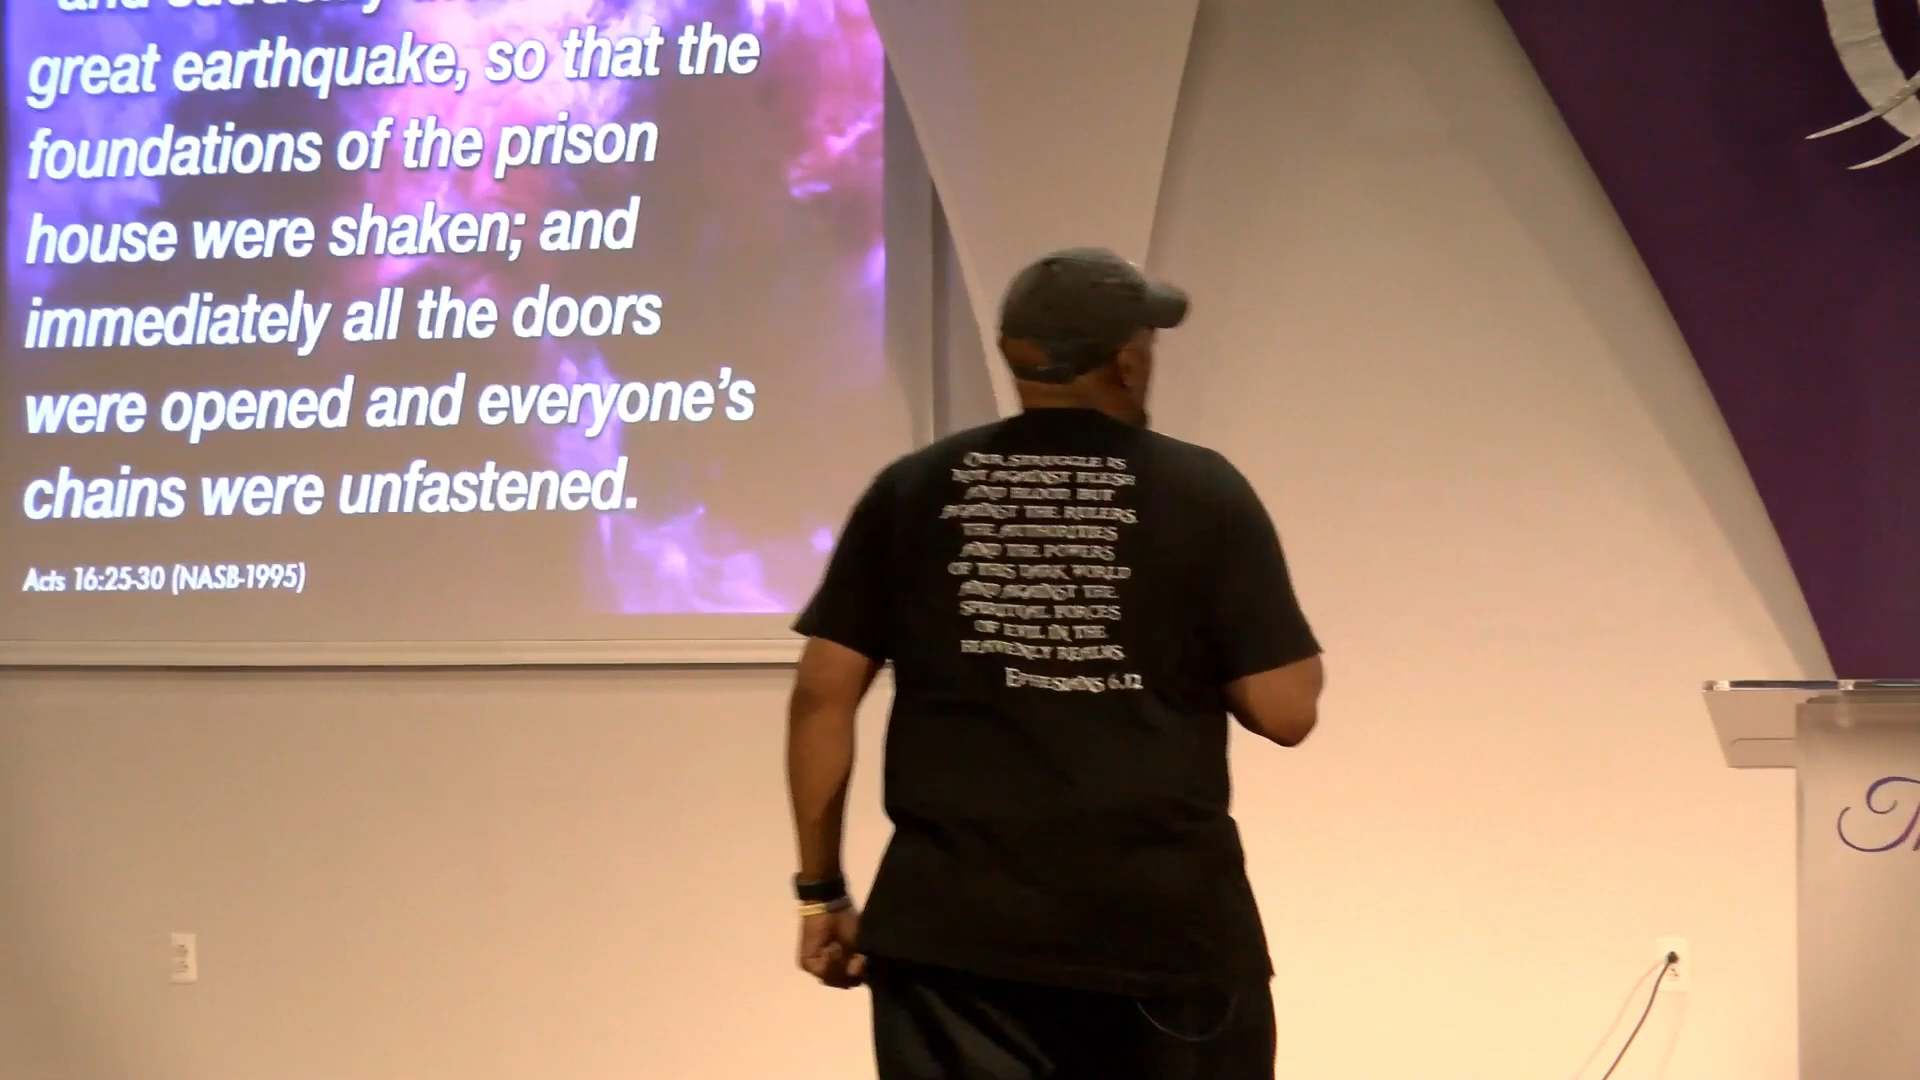 and suddenly
great earthquake, so that the
foundations of the prison
house were shaken; and
immediately all the doors
were opened and everyone's
chains were unfastened.
Acts 16:25-30 (NASB-1995)
OUR STRUGGLE IS
NOT AGAINST FLESH
AND BLOOD, BUT
AGAINST THE RULERS,
THE AUTHORITIES
AND THE POWERS
OF THIS DARK WORLD
AND AGAINST THE
SPIRITUAL FORCES
OF EVIL IN THE
HEAVENLY REALMS.
EPHESIANS 6:12